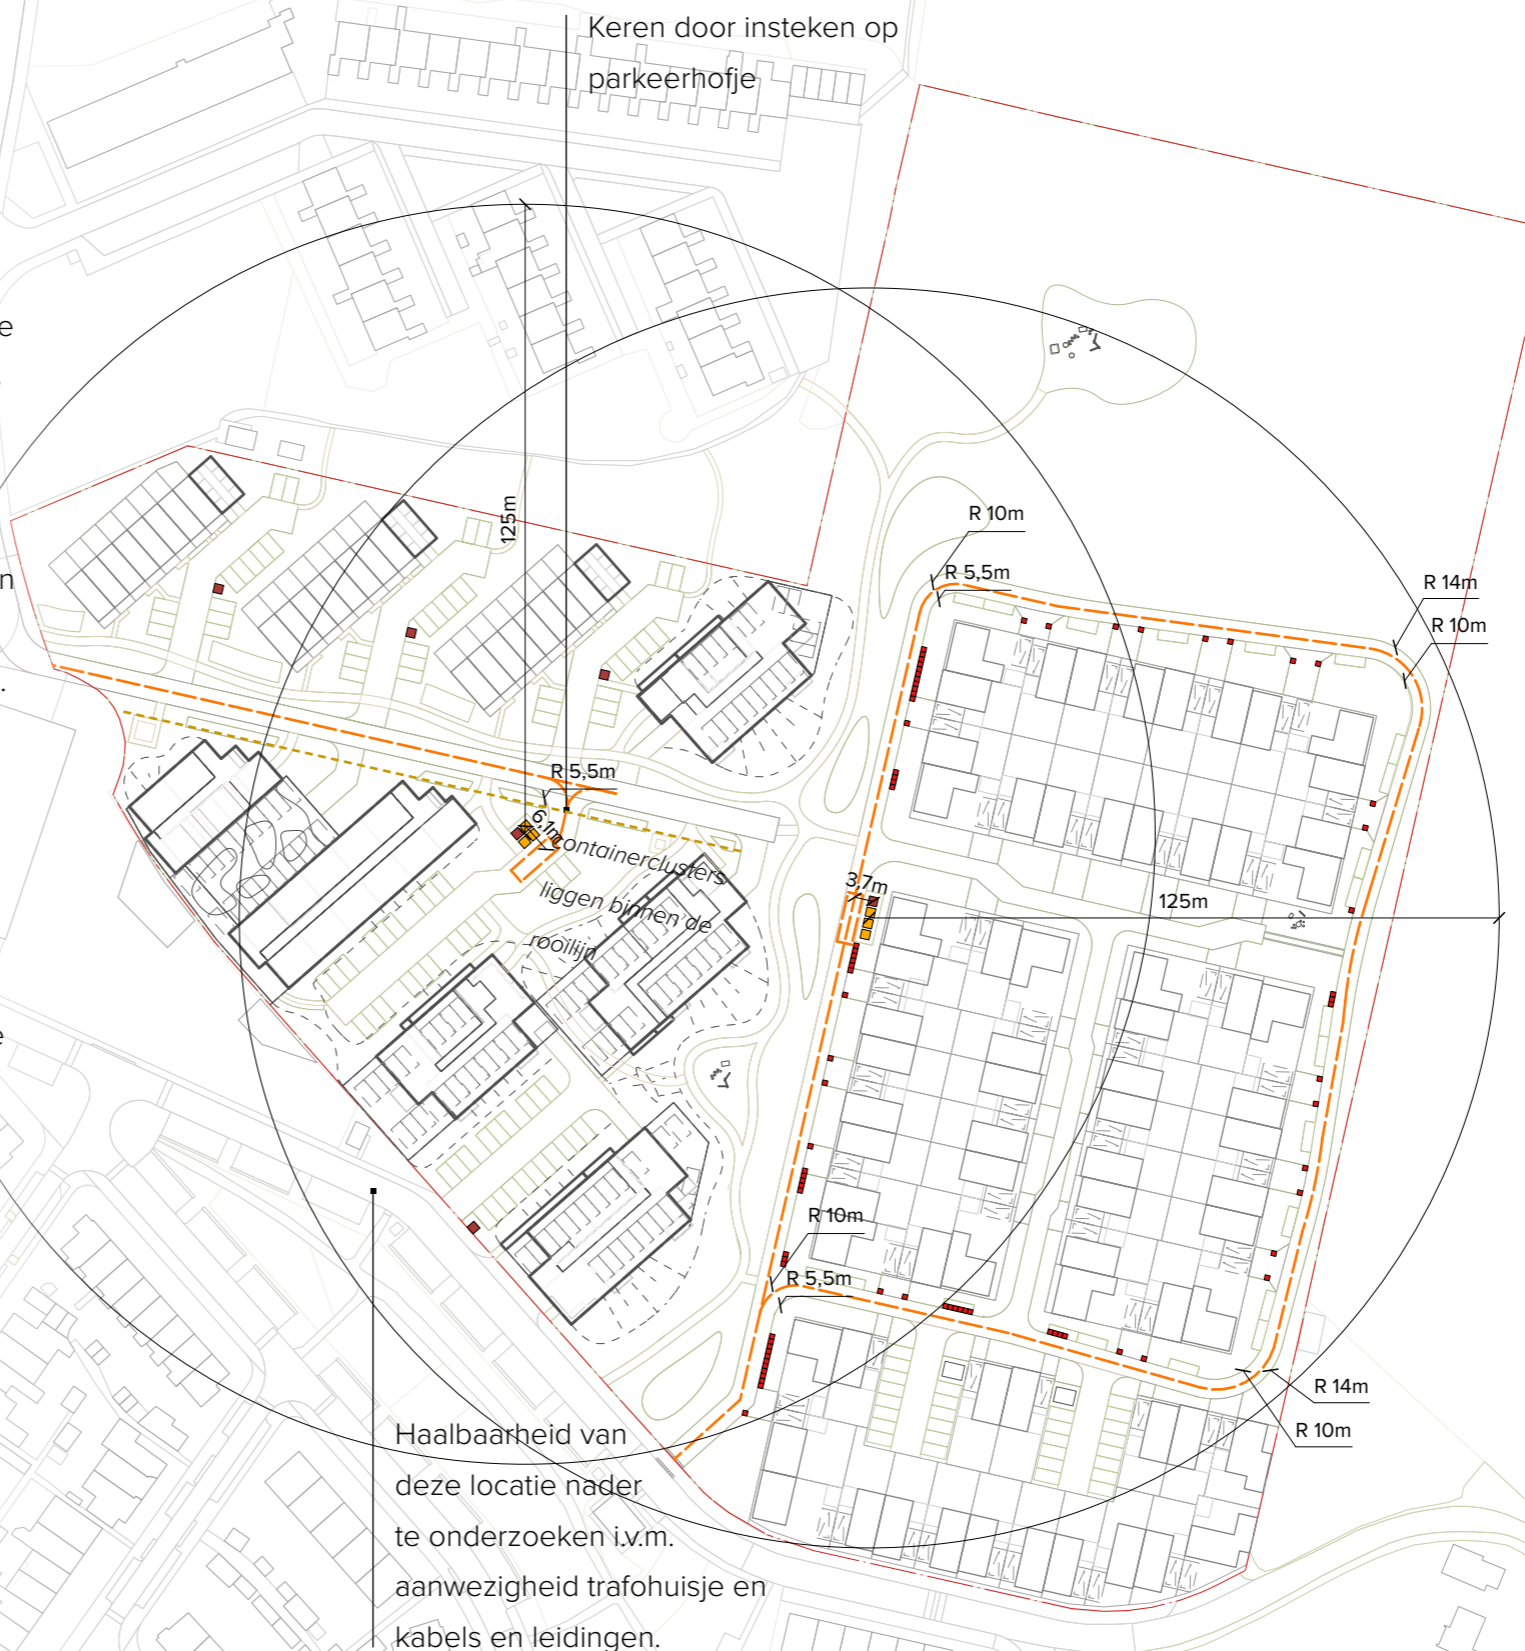 Keren door insteken op
parkeerhofje
e
n
.
e
125m
R 10m
R 5,5m
R 14m
R 10m
R 5,5m
6,1m
containerclusters
liggen binnen de
rooilijn
3,7m
125m
R 10m
R 5,5m
R 14m
R 10m
Haalbaarheid van
deze locatie nader
te onderzoeken i.v.m.
aanwezigheid trafohuisje en
kabels en leidingen.